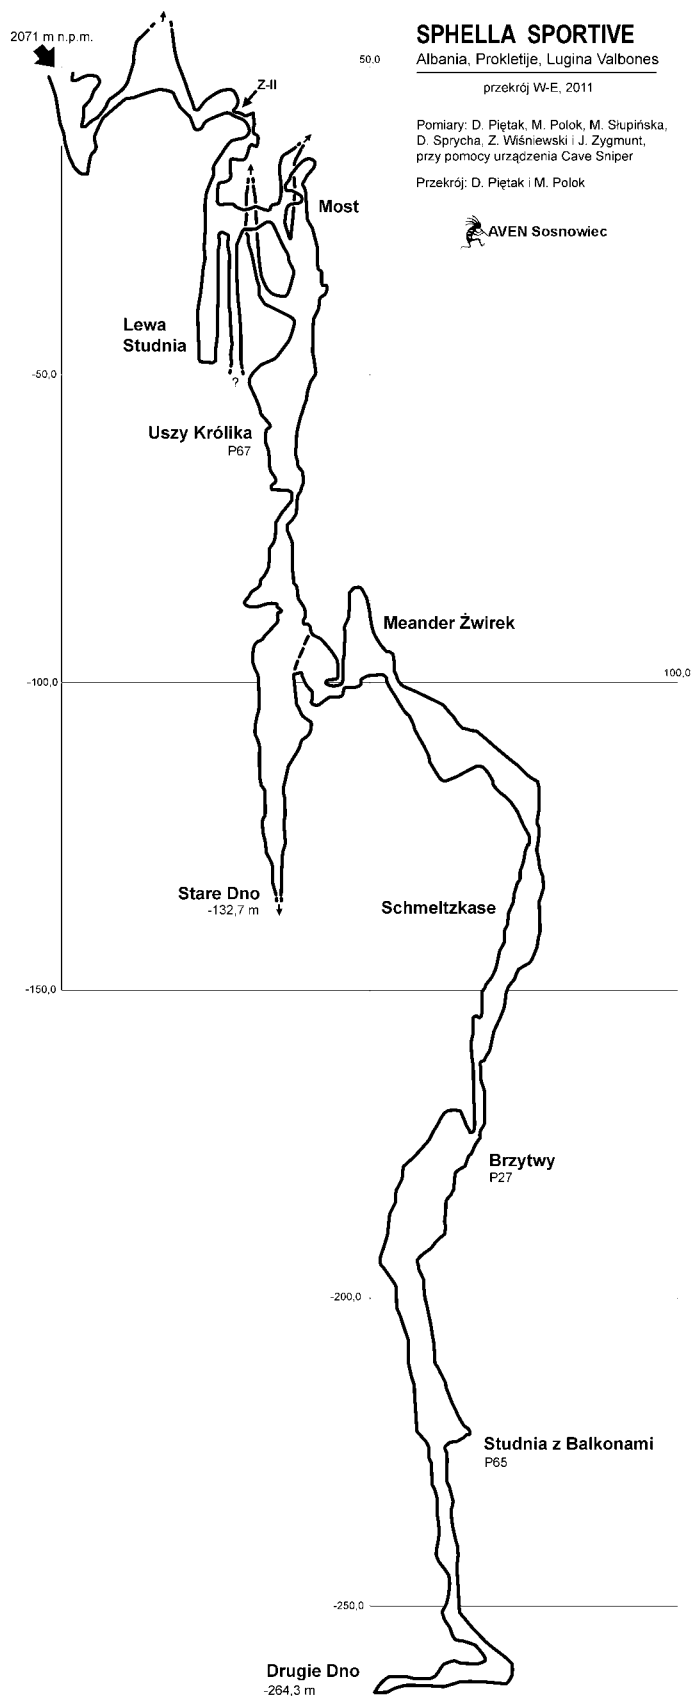 SPHELLA SPORTIVE
Albania, Prokletije, Lugina Valbones
przekrój W-E, 2011
Pomiary: D. Piętak, M. Polok, M. Słupińska,
D. Sprycha, Z. Wiśniewski i J. Zygmunt,
przy pomocy urządzenia Cave Sniper
Przekrój: D. Piętak i M. Polok
AVEN Sosnowiec
2071 m n.p.m.
50.0
Z-II
Most
Lewa
Studnia
-50,0
?
Uszy Królika
P67
Meander Żwirek
-100,0
100,0
Stare Dno
-132,7 m
Schmeltzkase
-150,0
Brzytwy
P27
-200,0
Studnia z Balkonami
P65
-250,0
Drugie Dno
-264,3 m